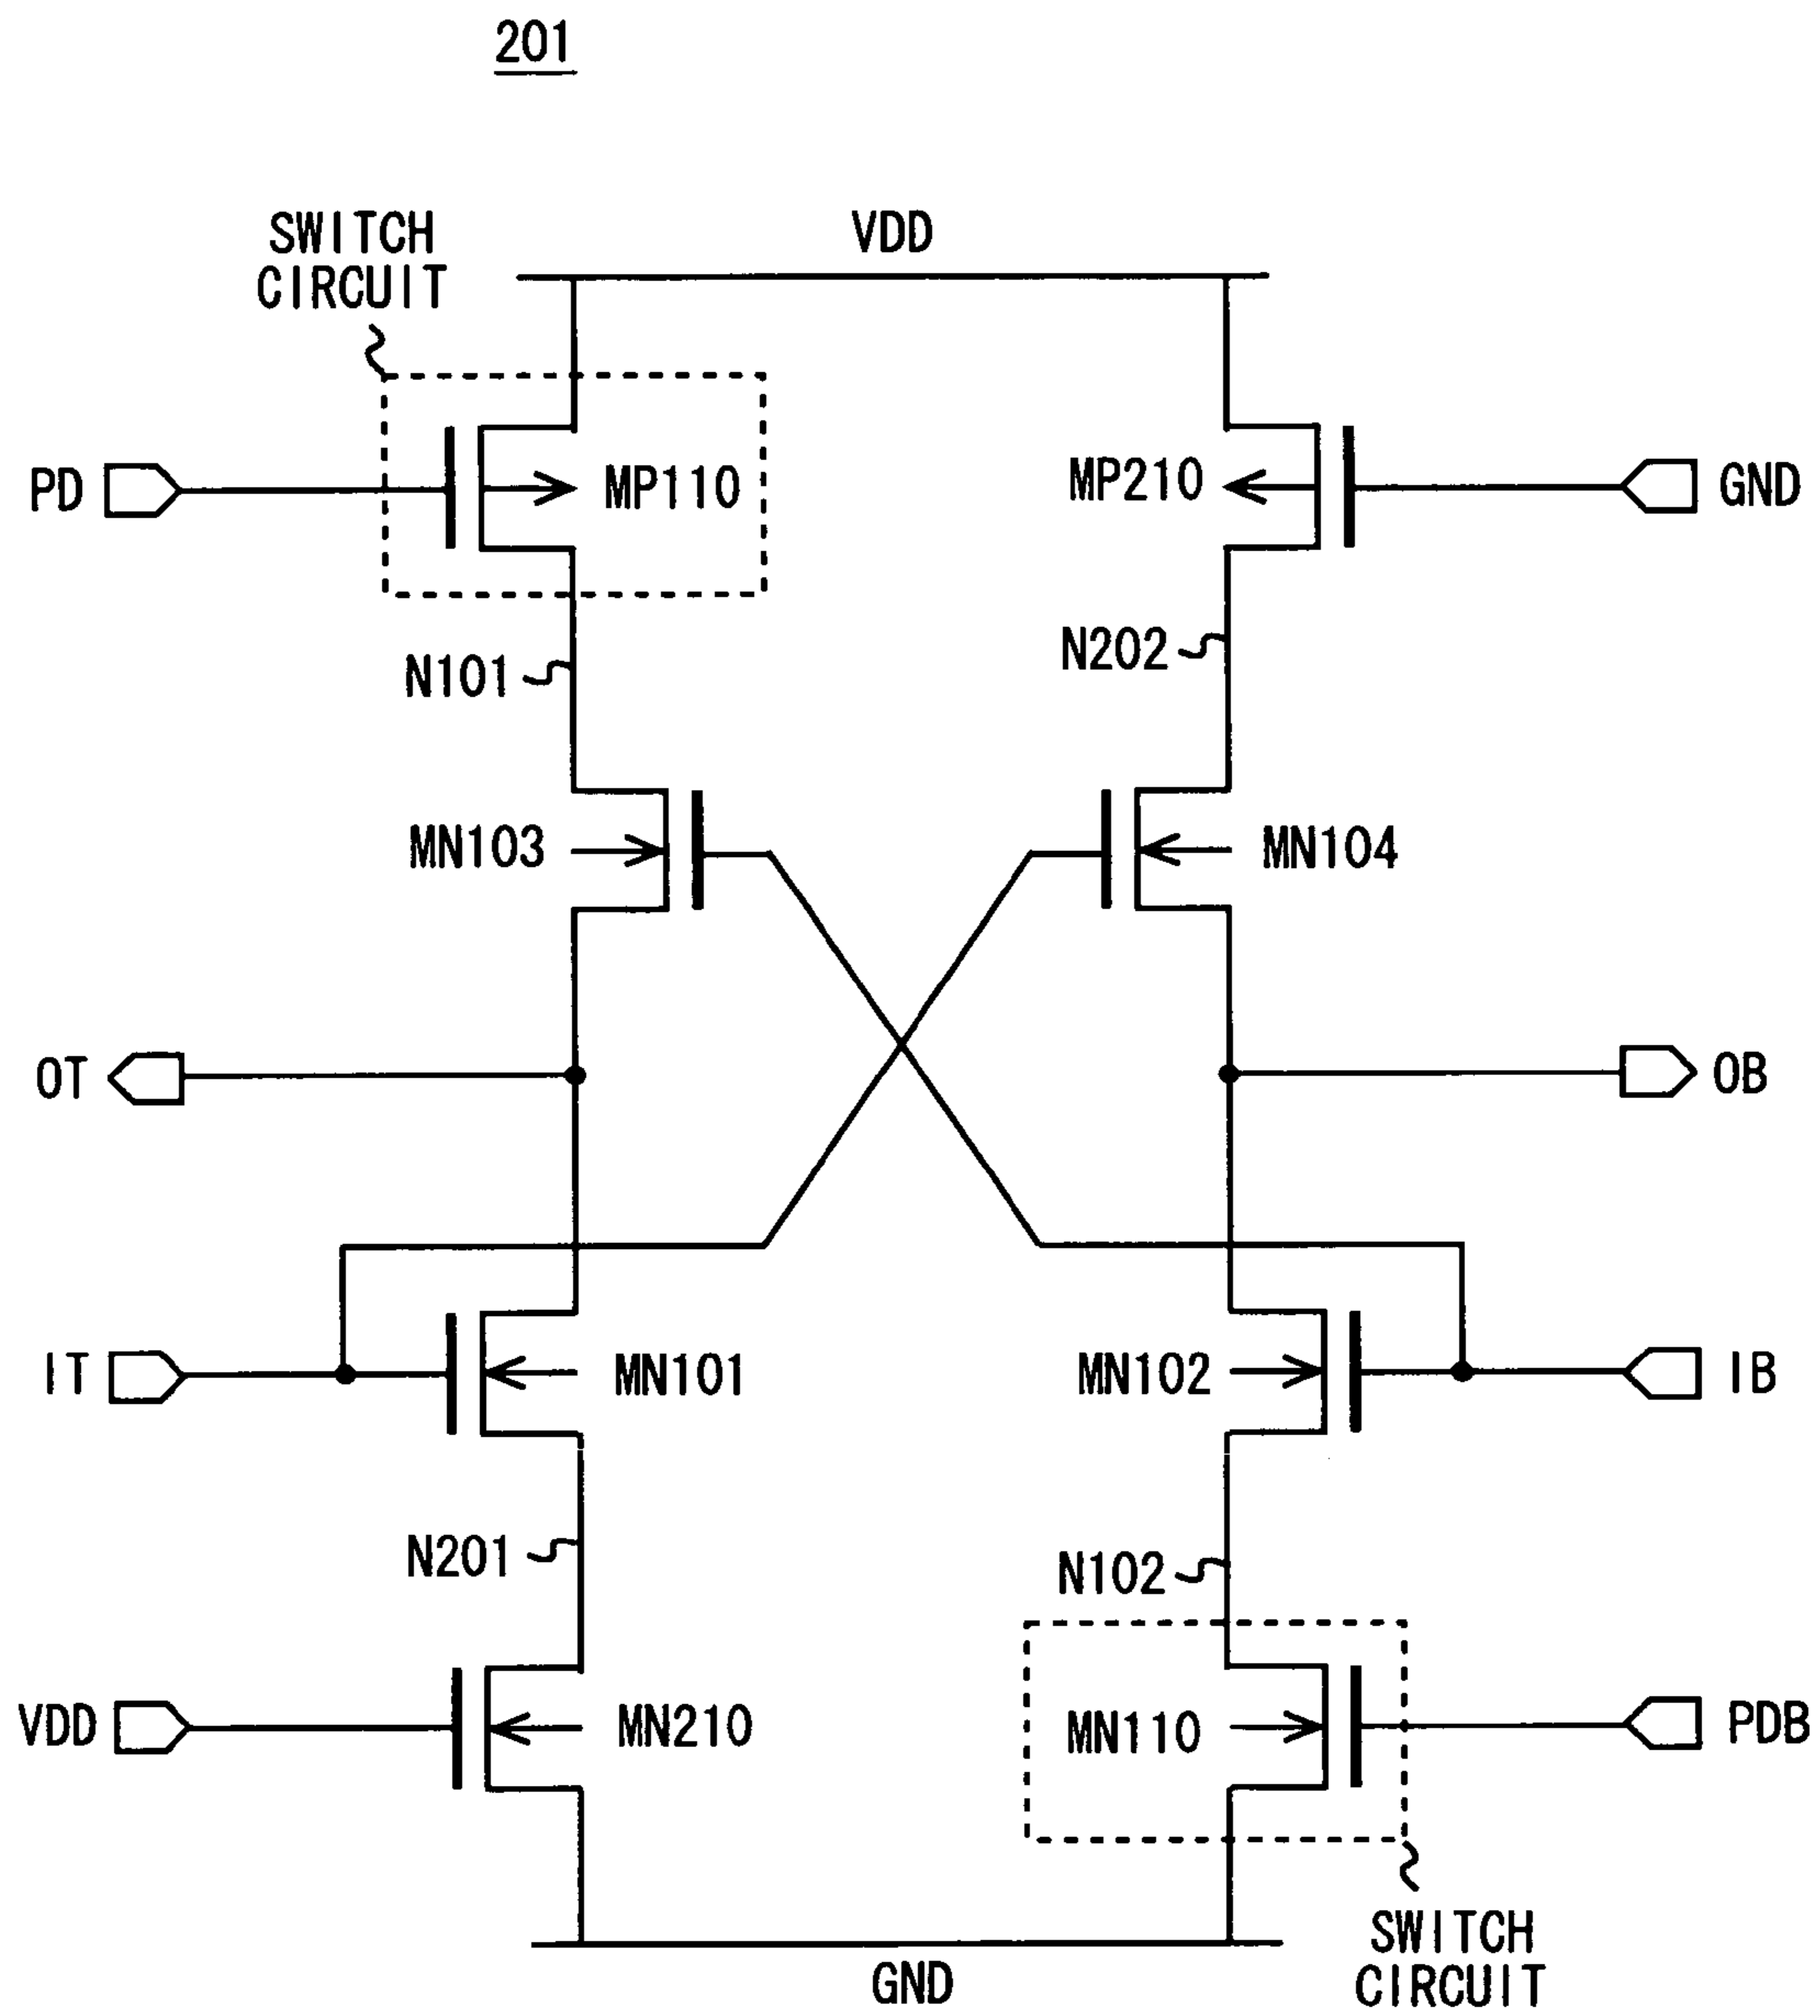 201
SWITCH
CIRCUIT
VDD
PD
MP110
MP210
GND
N101
N202
MN103
MN104
OT
OB
IT
MN101
MN102
IB
N201
N102
VDD
MN210
MN110
PDB
GND
SWITCH
CIRCUIT